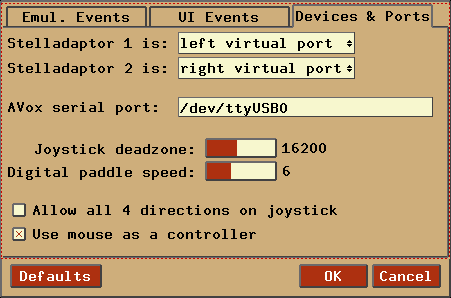 Emul. Events UI Events Devices & Ports
Stelladaptor 1 is: left virtual port
Stelladaptor 2 is: right virtual port
AVox serial port: /dev/ttyUSB0
Joystick deadzone: 16200
Digital paddle speed: 6
Allow all 4 directions on joystick
Use mouse as a controller
Defaults OK Cancel